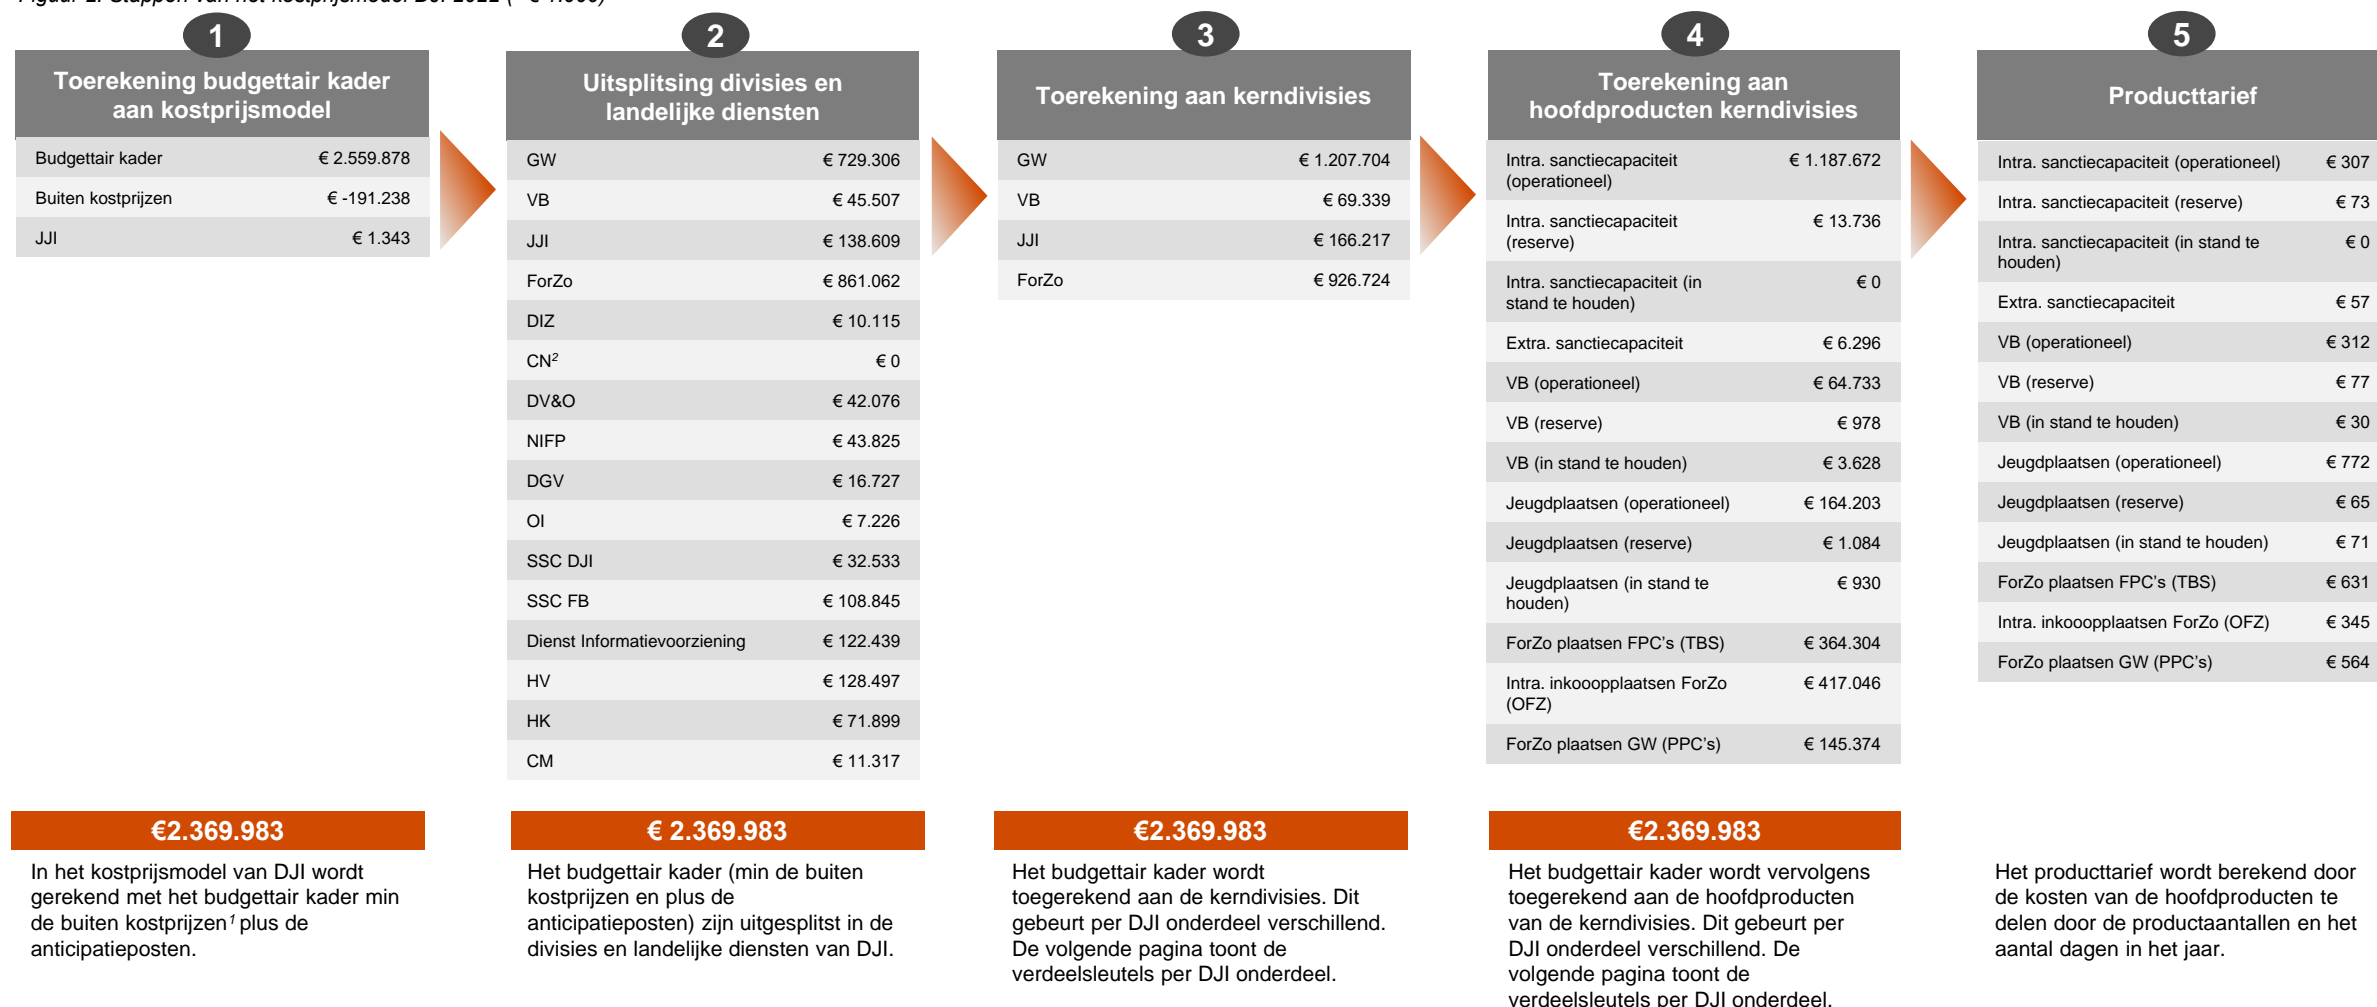 Figuur 2. Stappen van het kostprijsmodel DJI 2022 (* € 1.000)
1
Toerekening budgettair kader
aan kostprijsmodel
Budgettair kader € 2.559.878
Buiten kostprijzen € -191.238
JJI € 1.343
€2.369.983
In het kostprijsmodel van DJI wordt
gerekend met het budgettair kader min
de buiten kostprijzen¹ plus de
anticipatieposten.
2
Uitsplitsing divisies en
landelijke diensten
GW € 729.306
VB € 45.507
JJI € 138.609
ForZo € 861.062
DIZ € 10.115
CN² € 0
DV&O € 42.076
NIFP € 43.825
DGV € 16.727
OI € 7.226
SSC DJI € 32.533
SSC FB € 108.845
Dienst Informatievoorziening € 122.439
HV € 128.497
HK € 71.899
CM € 11.317
€ 2.369.983
Het budgettair kader (min de buiten
kostprijzen en plus de
anticipatieposten) zijn uitgesplitst in de
divisies en landelijke diensten van DJI.
3
Toerekening aan kerndivisies
GW € 1.207.704
VB € 69.339
JJI € 166.217
ForZo € 926.724
€2.369.983
Het budgettair kader wordt
toegerekend aan de kerndivisies. Dit
gebeurt per DJI onderdeel verschillend.
De volgende pagina toont de
verdeelsleutels per DJI onderdeel.
4
Toerekening aan
hoofdproducten kerndivisies
Intra. sanctiecapaciteit € 1.187.672
(operationeel)
Intra. sanctiecapaciteit € 13.736
(reserve)
Intra. sanctiecapaciteit (in € 0
stand te houden)
Extra. sanctiecapaciteit € 6.296
VB (operationeel) € 64.733
VB (reserve) € 978
VB (in stand te houden) € 3.628
Jeugdplaatsen (operationeel) € 164.203
Jeugdplaatsen (reserve) € 1.084
Jeugdplaatsen (in stand te € 930
houden)
ForZo plaatsen FPC's (TBS) € 364.304
Intra. inkooopplaatsen ForZo € 417.046
(OFZ)
ForZo plaatsen GW (PPC's) € 145.374
€2.369.983
Het budgettair kader wordt vervolgens
toegerekend aan de hoofdproducten
van de kerndivisies. Dit gebeurt per
DJI onderdeel verschillend. De
volgende pagina toont de
verdeelsleutels per DJI onderdeel.
5
Producttarief
Intra. sanctiecapaciteit (operationeel) € 307
Intra. sanctiecapaciteit (reserve) € 73
Intra. sanctiecapaciteit (in stand te € 0
houden)
Extra. sanctiecapaciteit € 57
VB (operationeel) € 312
VB (reserve) € 77
VB (in stand te houden) € 30
Jeugdplaatsen (operationeel) € 772
Jeugdplaatsen (reserve) € 65
Jeugdplaatsen (in stand te houden) € 71
ForZo plaatsen FPC's (TBS) € 631
Intra. inkooopplaatsen ForZo (OFZ) € 345
ForZo plaatsen GW (PPC's) € 564
Het producttarief wordt berekend door
de kosten van de hoofdproducten te
delen door de productaantallen en het
aantal dagen in het jaar.